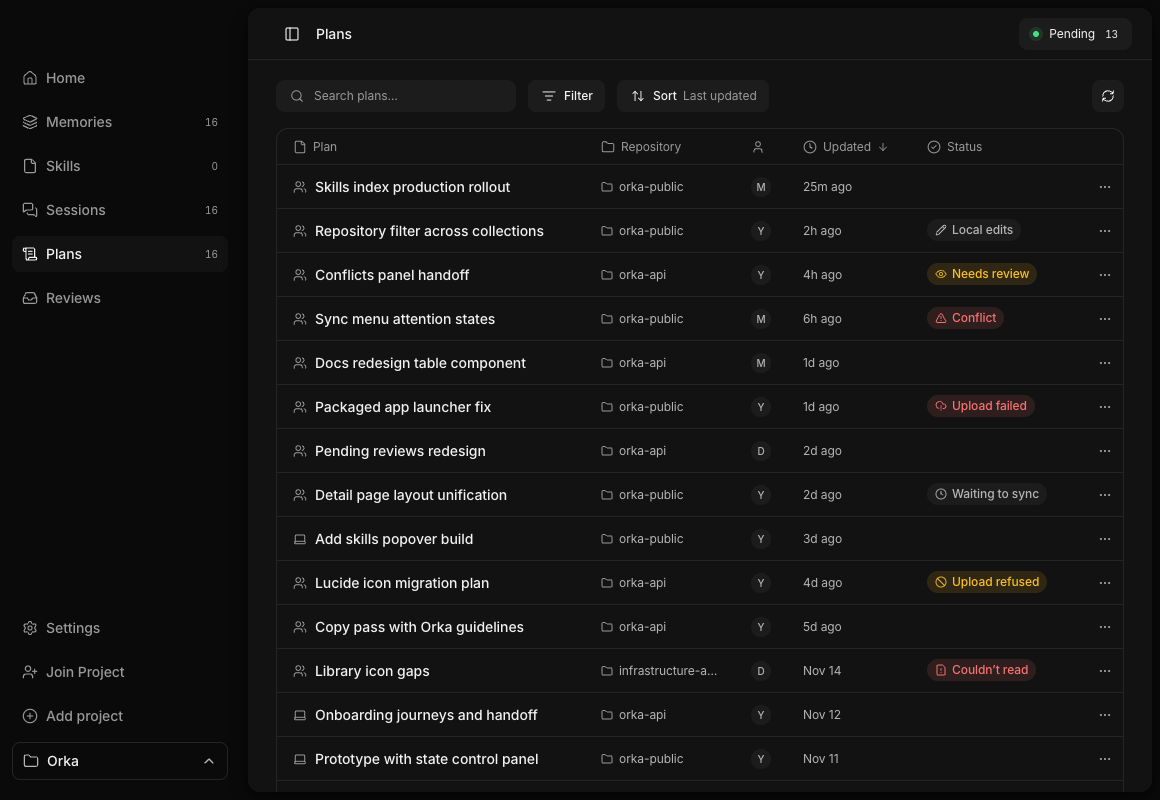 Plans
Pending 13
Home
Memories 16
Skills 0
Sessions 16
Plans 16
Reviews
Settings
Join Project
Add project
Orka
Search plans...
Filter
Sort Last updated
Plan Repository Updated Status
Skills index production rollout orka-public M 25m ago
Repository filter across collections orka-public Y 2h ago Local edits
Conflicts panel handoff orka-api Y 4h ago Needs review
Sync menu attention states orka-public M 6h ago Conflict
Docs redesign table component orka-api M 1d ago
Packaged app launcher fix orka-public Y 1d ago Upload failed
Pending reviews redesign orka-api D 2d ago
Detail page layout unification orka-public Y 2d ago Waiting to sync
Add skills popover build orka-public Y 3d ago
Lucide icon migration plan orka-api Y 4d ago Upload refused
Copy pass with Orka guidelines orka-api Y 5d ago
Library icon gaps infrastructure-a... D Nov 14 Couldn't read
Onboarding journeys and handoff orka-api Y Nov 12
Prototype with state control panel orka-public Y Nov 11